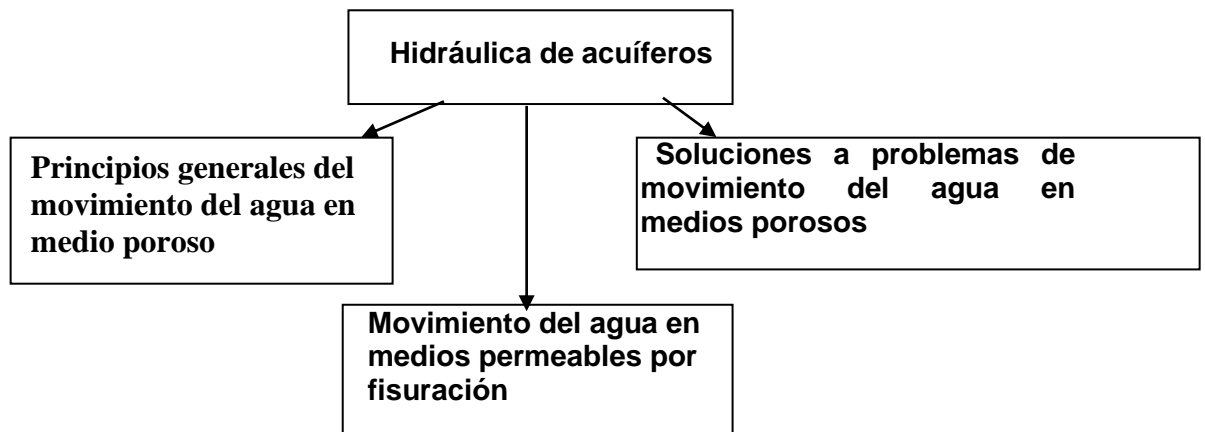 Hidráulica de acuíferos
Principios generales del
movimiento del agua en
medio poroso
Soluciones a problemas de
movimiento del agua en
medios porosos
Movimiento del agua en
medios permeables por
fisuración